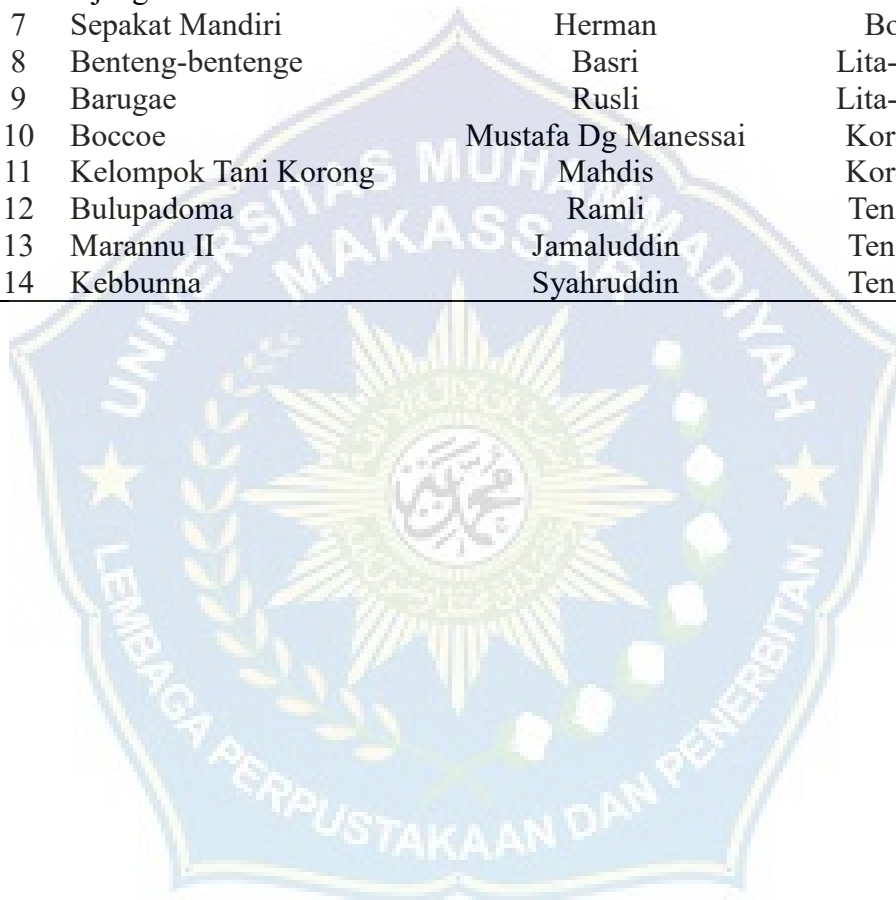 7 Sepakat Mandiri Herman Bo
8 Benteng-bentenge Basri Lita-
9 Barugae Rusli Lita-
10 Boccoe Mustafa Dg Manessai Kor
11 Kelompok Tani Korong Mahdis Kor
12 Bulupadoma Ramli Ten
13 Marannu II Jamaluddin Ten
14 Kebbunna Syahruddin Ten
UNIVERSITAS MUHAMMADIYAH
MAKASSAR
محمد
LEMBAGA PERPUSTAKAAN DAN PENERBITAN